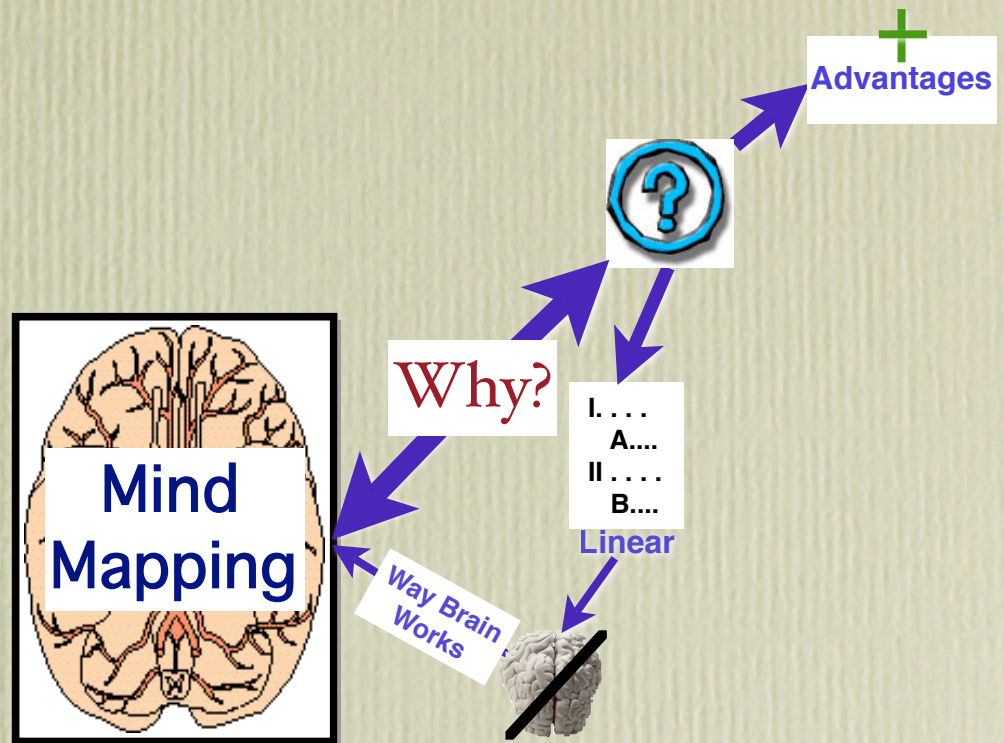 +
Advantages
?
Why?
I. . . .
A....
II . . . .
B....
Linear
Mind
Mapping
Way Brain
Works